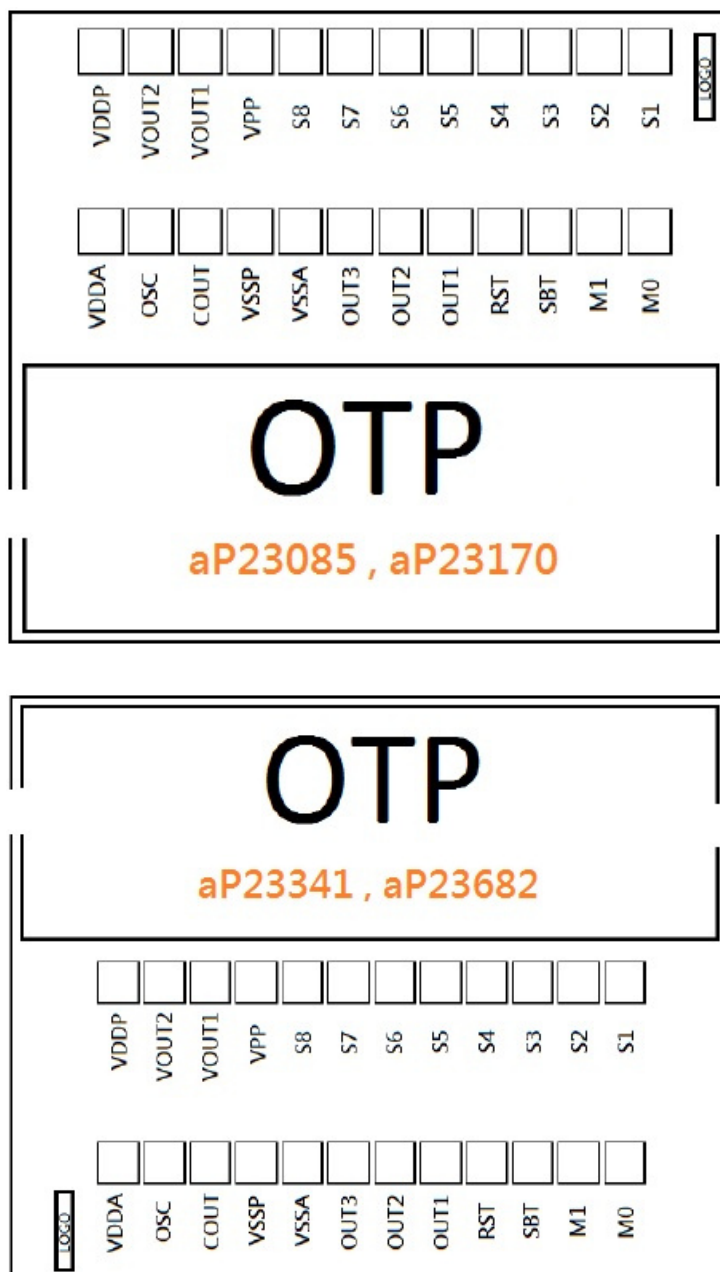 VDDP VOUT2 VOUT1 VPP S8 S7 S6 S5 S4 S3 S2 S1 LOGO
VDDA OSC COUT VSSP VSSA OUT3 OUT2 OUT1 RST SBT M1 M0
OTP
aP23085 , aP23170
OTP
aP23341 , aP23682
VDDP VOUT2 VOUT1 VPP S8 S7 S6 S5 S4 S3 S2 S1
LOGO VDDA OSC COUT VSSP VSSA OUT3 OUT2 OUT1 RST SBT M1 M0